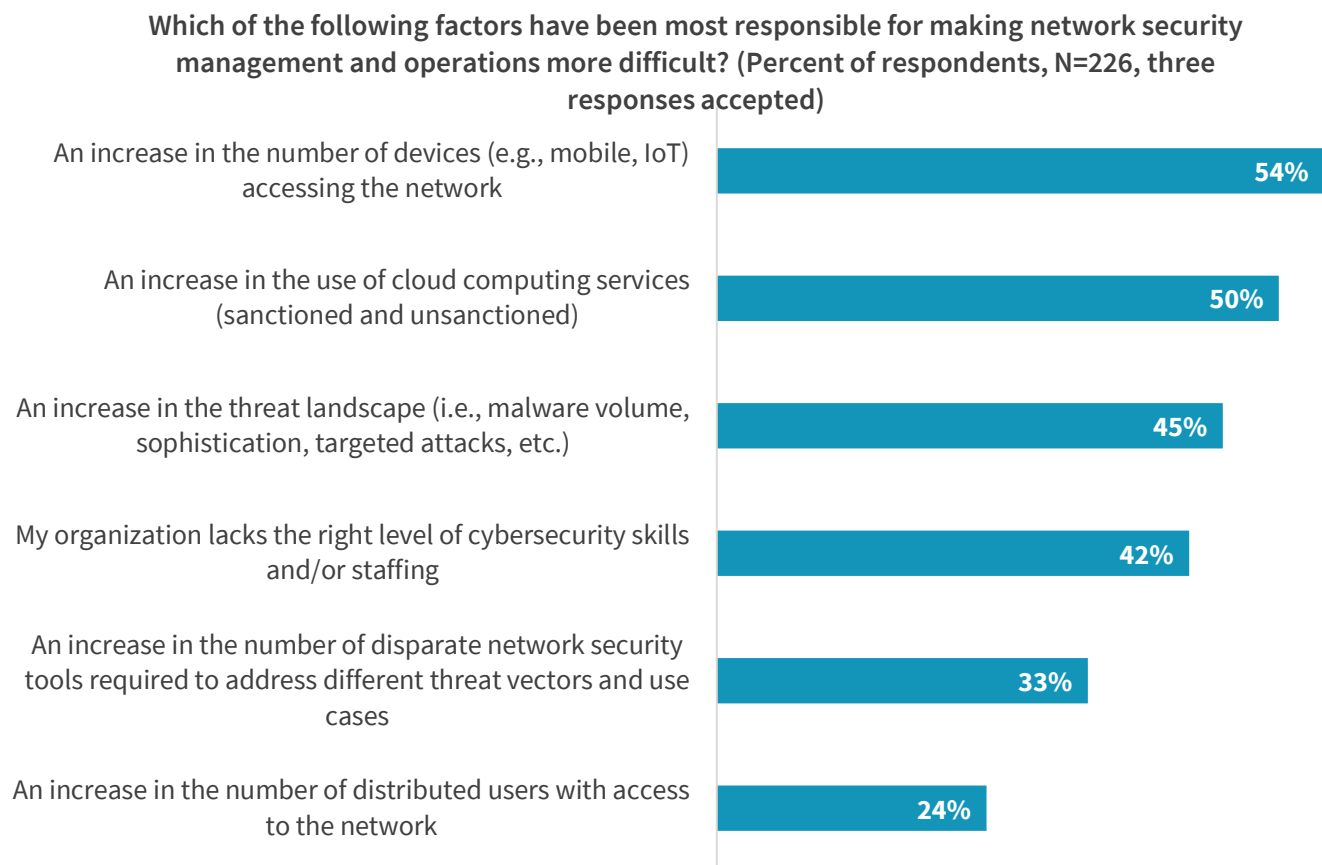 Which of the following factors have been most responsible for making network security
management and operations more difficult? (Percent of respondents, N=226, three
responses accepted)
An increase in the number of devices (e.g., mobile, IoT)
accessing the network
54%
An increase in the use of cloud computing services
(sanctioned and unsanctioned)
50%
An increase in the threat landscape (i.e., malware volume,
sophistication, targeted attacks, etc.)
45%
My organization lacks the right level of cybersecurity skills
and/or staffing
42%
An increase in the number of disparate network security
tools required to address different threat vectors and use
cases
33%
An increase in the number of distributed users with access
to the network
24%